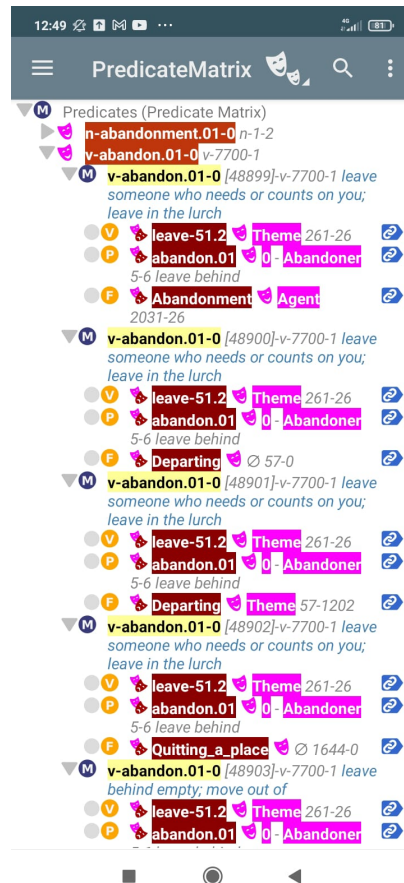 12:49 4G 81
PredicateMatrix
M Predicates (Predicate Matrix)
n-abandonment.01-0 n-1-2
v-abandon.01-0 v-7700-1
M v-abandon.01-0 [48899]-v-7700-1 leave
someone who needs or counts on you;
leave in the lurch
V leave-51.2 Theme 261-26
P abandon.01 0 - Abandoner
5-6 leave behind
F Abandonment Agent
2031-26
M v-abandon.01-0 [48900]-v-7700-1 leave
someone who needs or counts on you;
leave in the lurch
V leave-51.2 Theme 261-26
P abandon.01 0 - Abandoner
5-6 leave behind
F Departing ∅ 57-0
M v-abandon.01-0 [48901]-v-7700-1 leave
someone who needs or counts on you;
leave in the lurch
V leave-51.2 Theme 261-26
P abandon.01 0 - Abandoner
5-6 leave behind
F Departing Theme 57-1202
M v-abandon.01-0 [48902]-v-7700-1 leave
someone who needs or counts on you;
leave in the lurch
V leave-51.2 Theme 261-26
P abandon.01 0 - Abandoner
5-6 leave behind
F Quitting_a_place ∅ 1644-0
M v-abandon.01-0 [48903]-v-7700-1 leave
behind empty; move out of
V leave-51.2 Theme 261-26
P abandon.01 0 - Abandoner